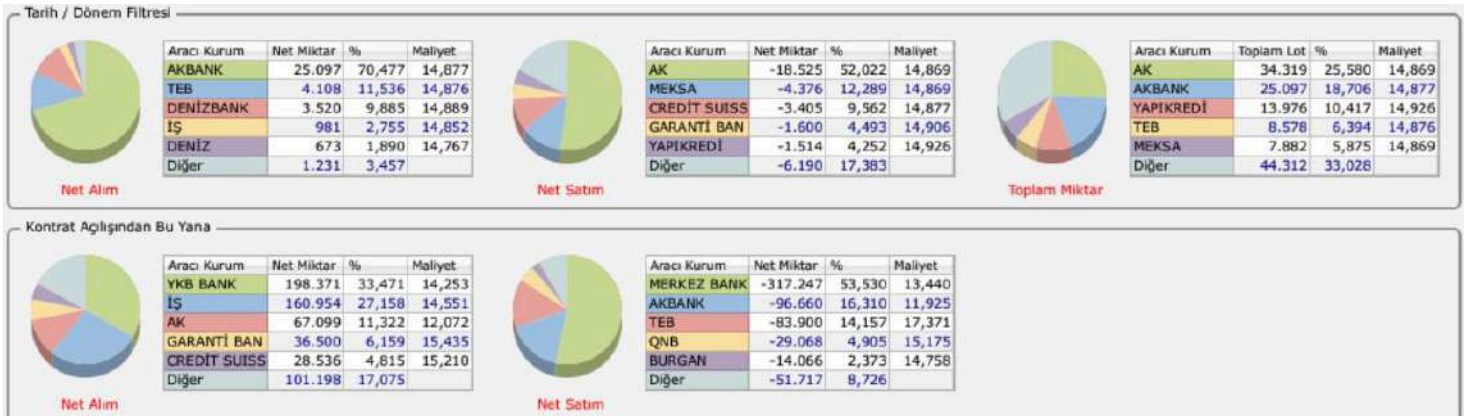 Tarih / Dönem Filtresi
Aracı Kurum Net Miktar % Maliyet
AKBANK 25.097 70,477 14,877
TEB 4.108 11,536 14,876
DENİZBANK 3.520 9,885 14,889
İŞ 981 2,755 14,852
DENİZ 673 1,890 14,767
Diğer 1.231 3,457
Net Alım
Aracı Kurum Net Miktar % Maliyet
AK -18.525 52,022 14,869
MEKSA -4.376 12,289 14,869
CREDİT SUISS -3.405 9,562 14,877
GARANTİ BAN -1.600 4,493 14,906
YAPIKREDİ -1.514 4,252 14,926
Diğer -6.190 17,383
Net Satım
Aracı Kurum Toplam Lot % Maliyet
AK 34.319 25,580 14,869
AKBANK 25.097 18,706 14,877
YAPIKREDİ 13.976 10,417 14,926
TEB 8.578 6,394 14,876
MEKSA 7.882 5,875 14,869
Diğer 44.312 33,028
Toplam Miktar
Kontrat Açılışından Bu Yana
Aracı Kurum Net Miktar % Maliyet
YKB BANK 198.371 33,471 14,253
İŞ 160.954 27,158 14,551
AK 67.099 11,322 12,072
GARANTİ BAN 36.500 6,159 15,435
CREDİT SUISS 28.536 4,815 15,210
Diğer 101.198 17,075
Net Alım
Aracı Kurum Net Miktar % Maliyet
MERKEZ BANK -317.247 53,530 13,440
AKBANK -96.660 16,310 11,925
TEB -83.900 14,157 17,371
QNB -29.068 4,905 15,175
BURGAN -14.066 2,373 14,758
Diğer -51.717 8,726
Net Satım